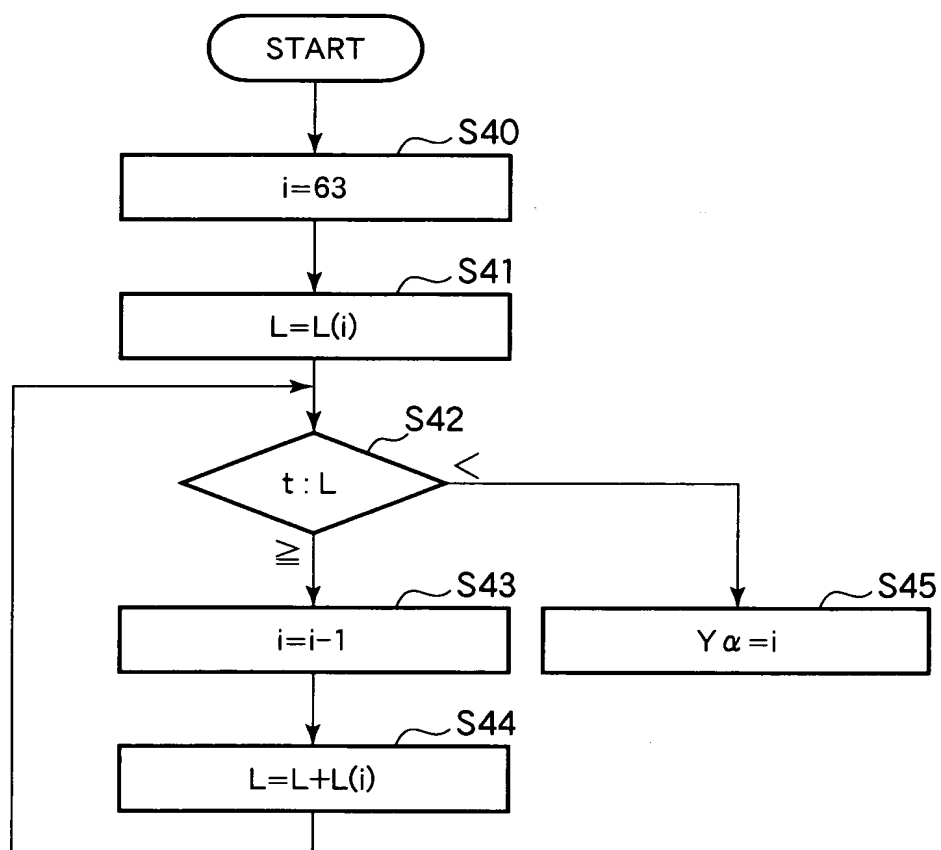 START
S40
i=63
S41
L=L(i)
S42
t : L
<
≧
S43
i=i-1
S45
Yα=i
S44
L=L+L(i)